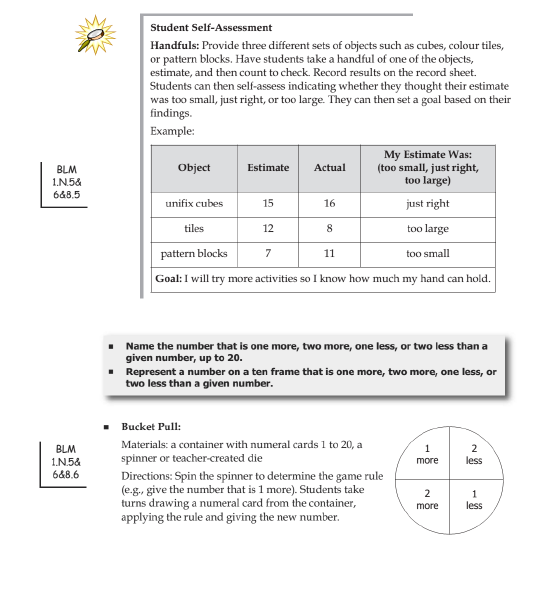 Student Self-Assessment
Handfuls: Provide three different sets of objects such as cubes, colour tiles,
or pattern blocks. Have students take a handful of one of the objects,
estimate, and then count to check. Record results on the record sheet.
Students can then self-assess indicating whether they thought their estimate
was too small, just right, or too large. They can then set a goal based on their
findings.
Example:
BLM
1.N.5&
6&8.5
Object Estimate Actual My Estimate Was:
(too small, just right,
too large)
unifix cubes 15 16 just right
tiles 12 8 too large
pattern blocks 7 11 too small
Goal: I will try more activities so I know how much my hand can hold.
▪ Name the number that is one more, two more, one less, or two less than a
given number, up to 20.
▪ Represent a number on a ten frame that is one more, two more, one less, or
two less than a given number.
BLM
1.N.5&
6&8.6
▪ Bucket Pull:
Materials: a container with numeral cards 1 to 20, a
spinner or teacher-created die
Directions: Spin the spinner to determine the game rule
(e.g., give the number that is 1 more). Students take
turns drawing a numeral card from the container,
applying the rule and giving the new number.
1
more
2
less
2
more
1
less